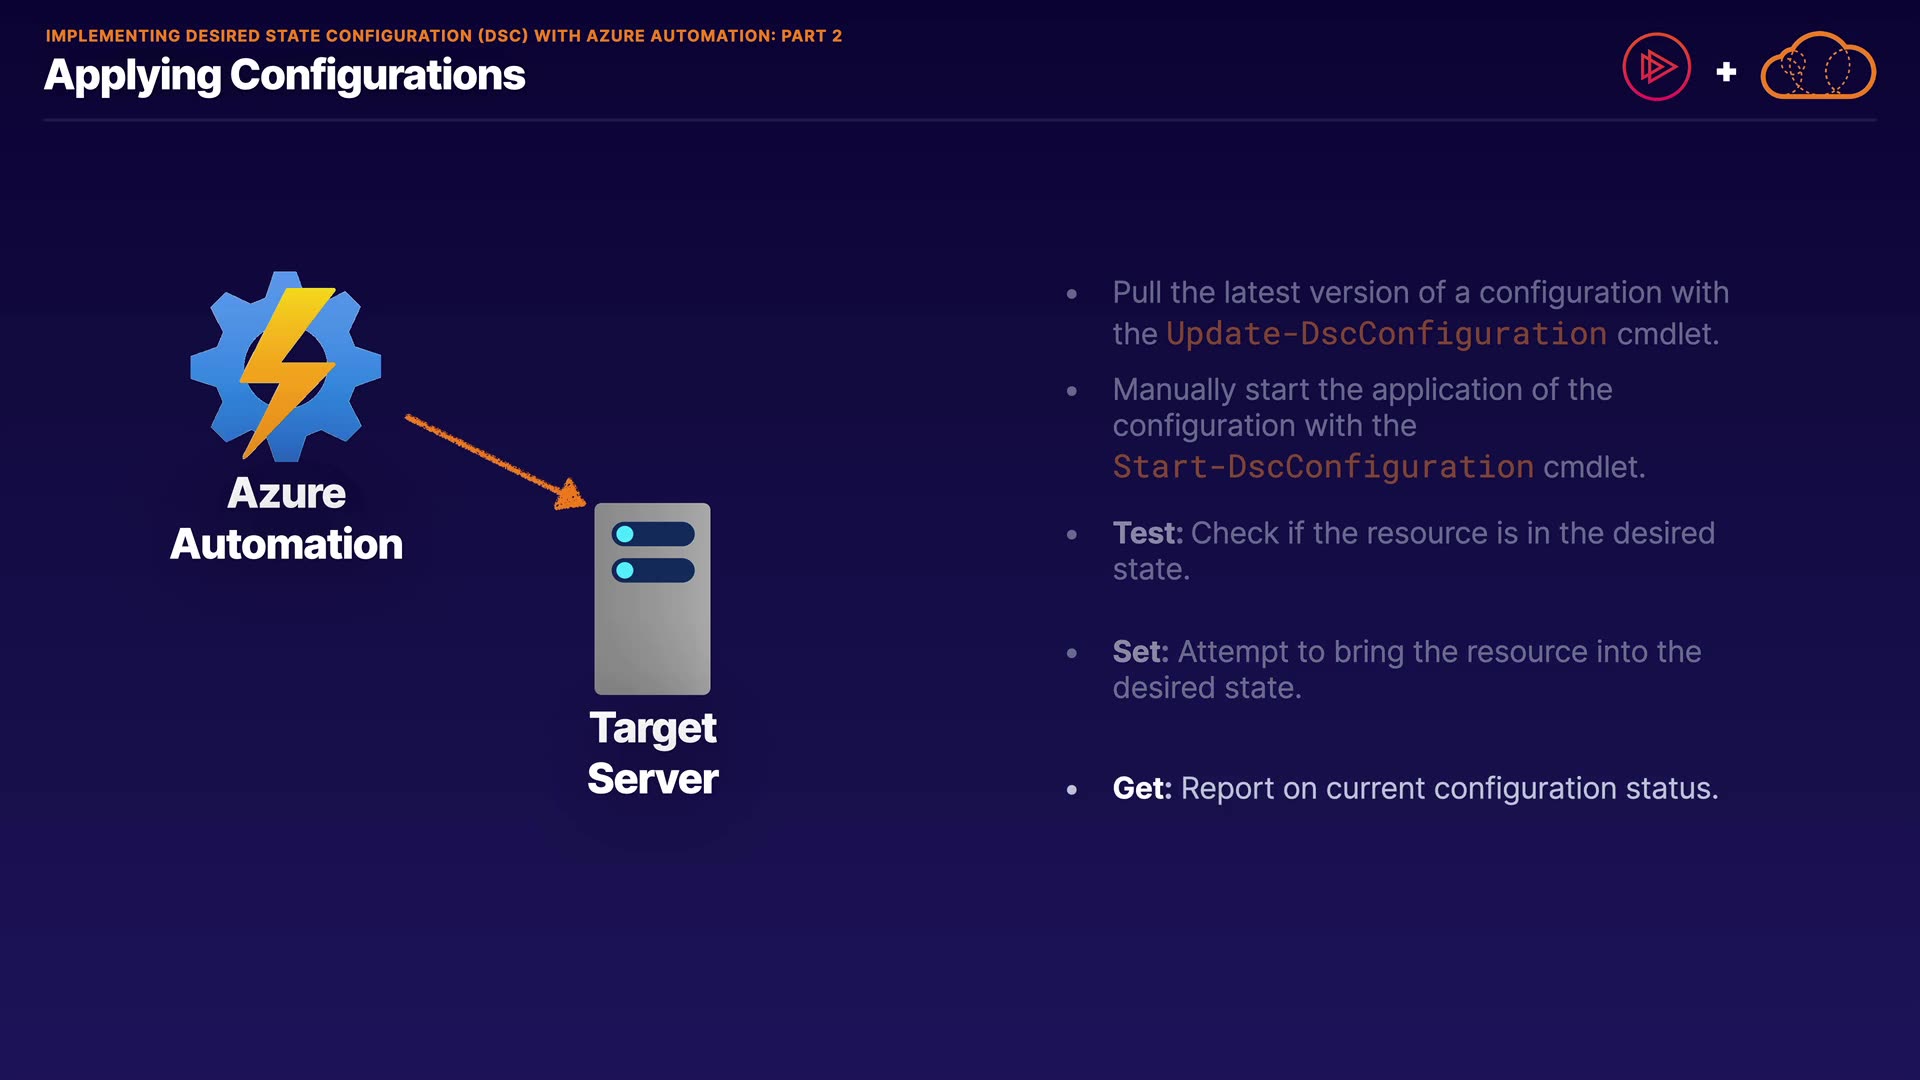 IMPLEMENTING DESIRED STATE CONFIGURATION (DSC) WITH AZURE AUTOMATION: PART 2
Applying Configurations
Azure
Automation
Target
Server
• Pull the latest version of a configuration with
the Update-DscConfiguration cmdlet.
• Manually start the application of the
configuration with the
Start-DscConfiguration cmdlet.
• Test: Check if the resource is in the desired
state.
• Set: Attempt to bring the resource into the
desired state.
• Get: Report on current configuration status.